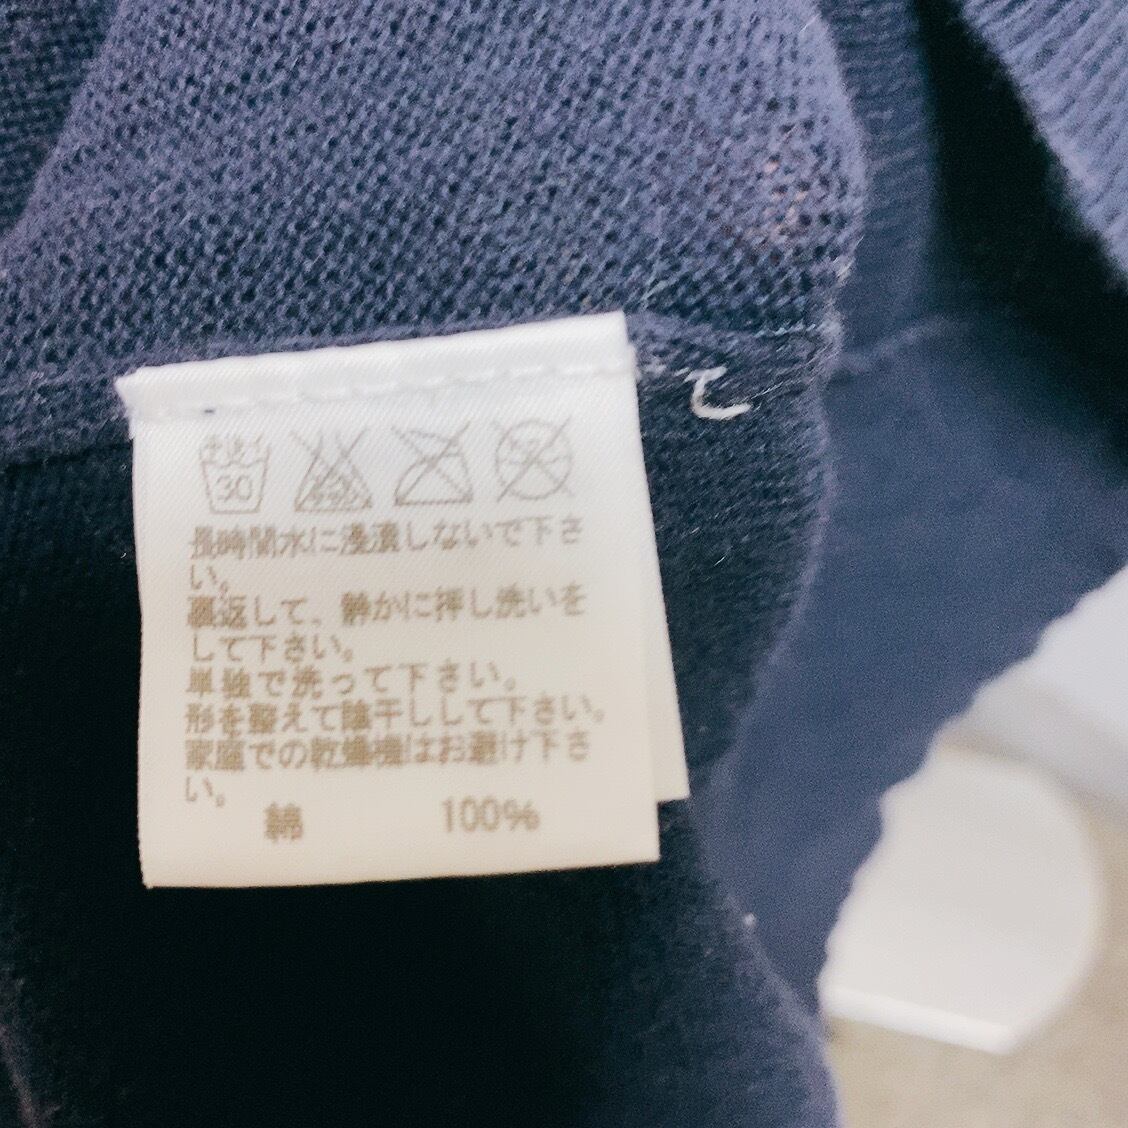 手洗イ
30
長時間水に浸漬しないで下さ
い。
裏返して、静かに押し洗いを
して下さい。
単独で洗って下さい。
形を整えて陰干しして下さい。
家庭での乾燥機はお避け下さ
い。
綿 100%